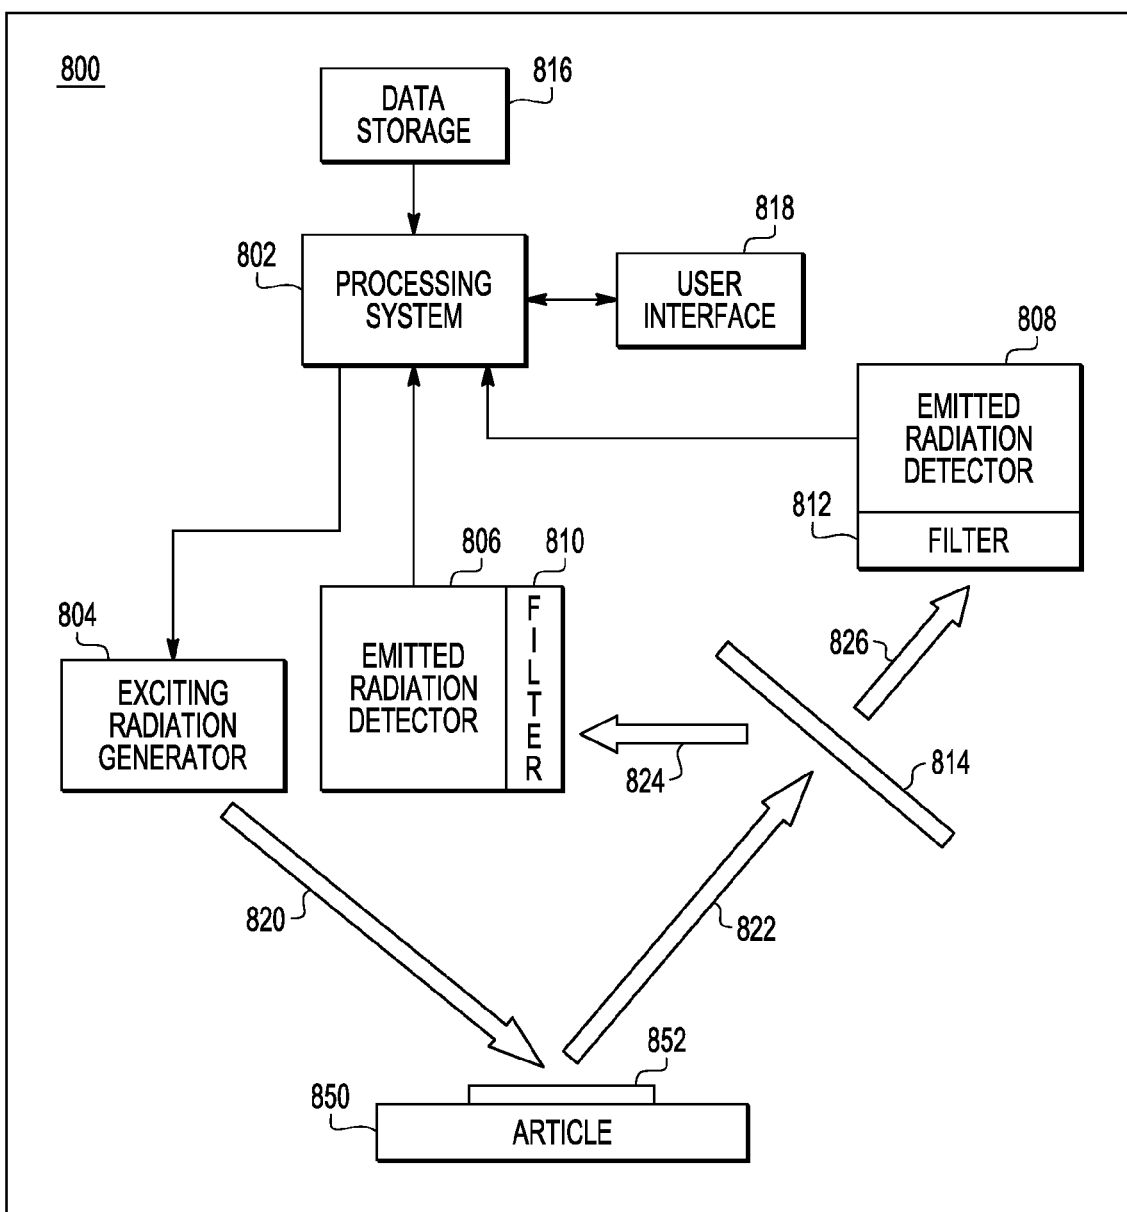 800
816
DATA
STORAGE
818
802
PROCESSING
SYSTEM
USER
INTERFACE
808
EMITTED
RADIATION
DETECTOR
812
FILTER
806
810
804
EMITTED
RADIATION
DETECTOR
FILTER
826
EXCITING
RADIATION
GENERATOR
824
814
820
822
852
850
ARTICLE